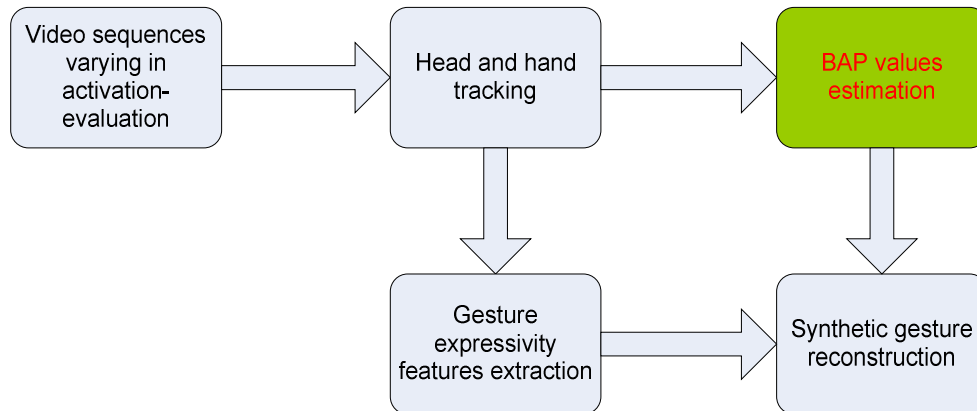 Video sequences
varying in
activation-
evaluation
Head and hand
tracking
BAP values
estimation
Gesture
expressivity
features extraction
Synthetic gesture
reconstruction